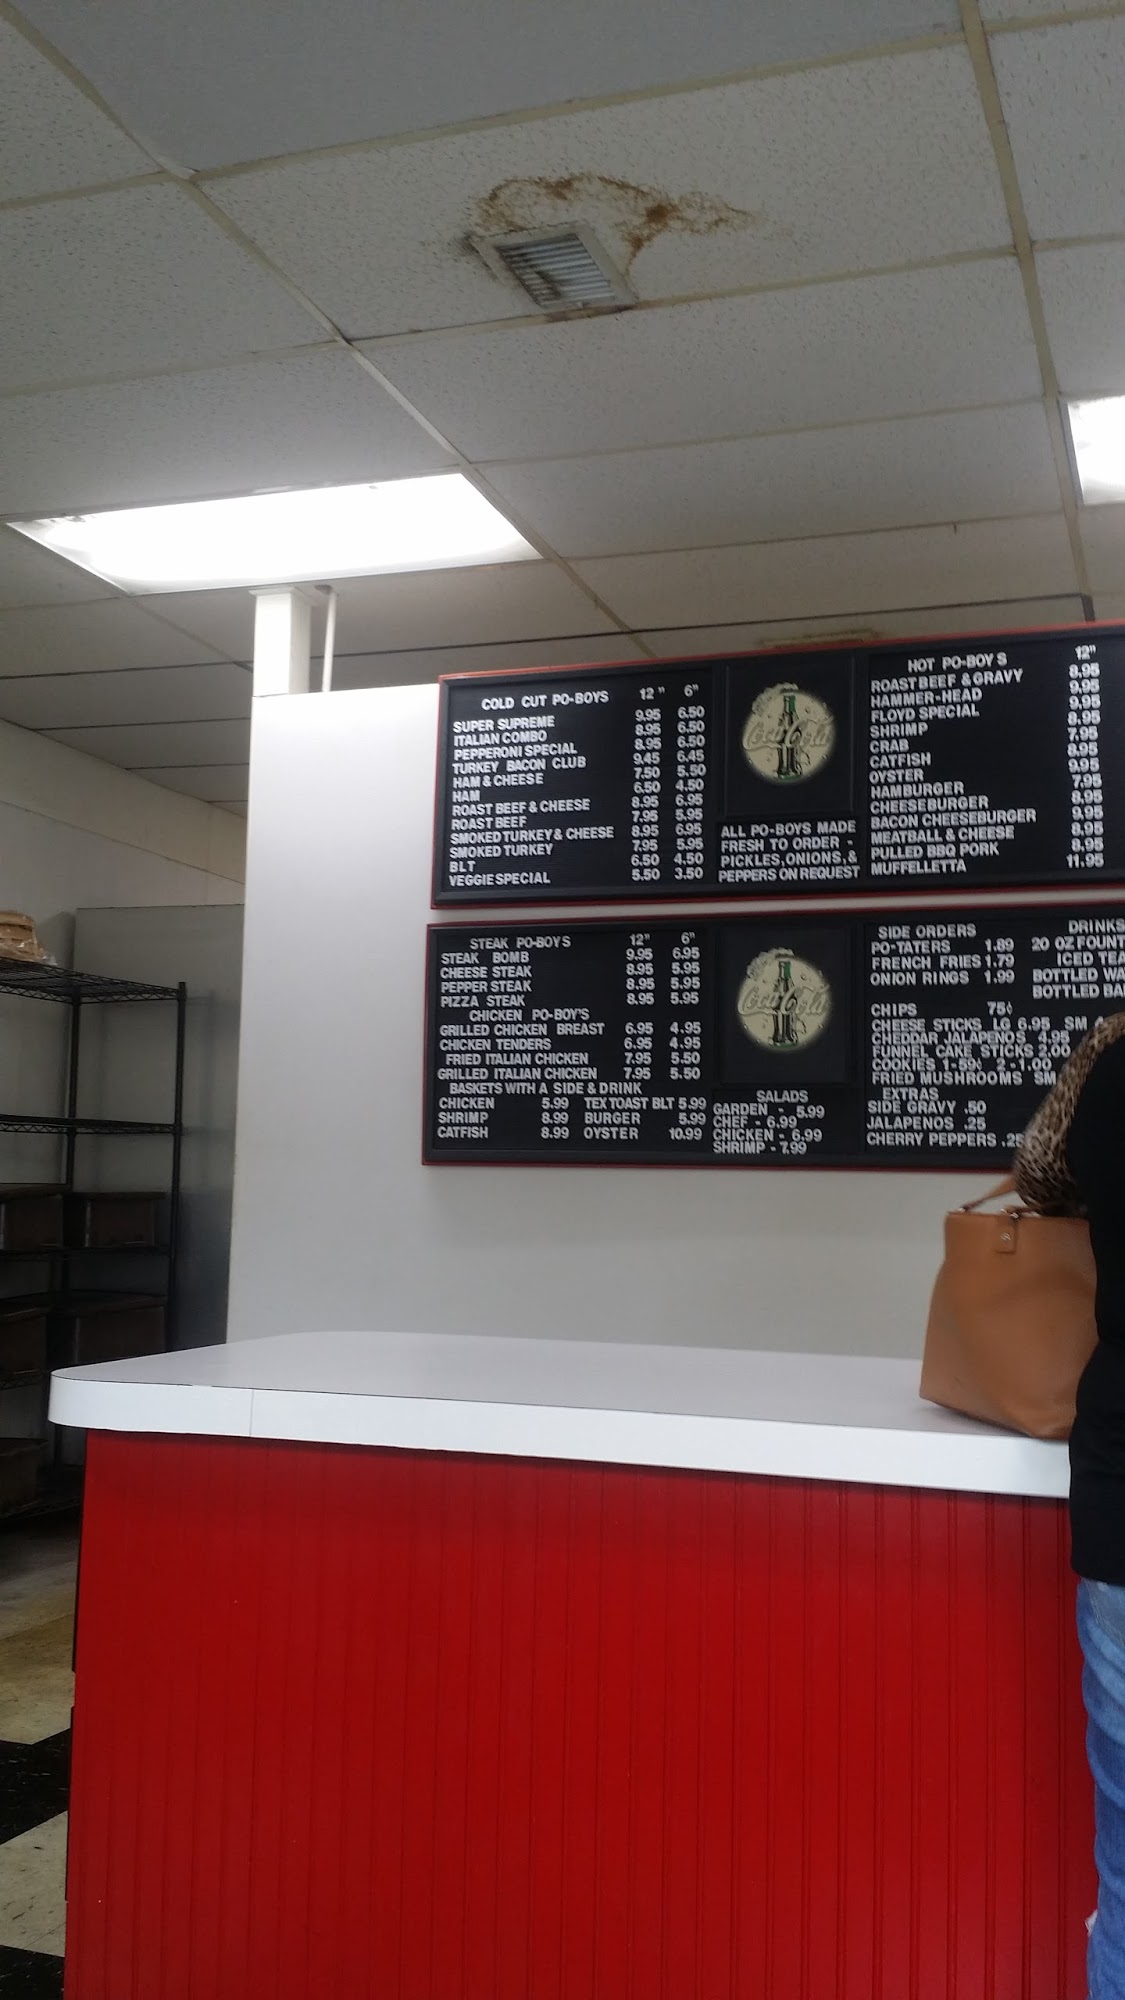 COLD CUT PO-BOYS 12" 6"
SUPER SUPREME 9.95 6.50
ITALIAN COMBO 8.95 6.50
PEPPERONI SPECIAL 8.95 6.50
TURKEY BACON CLUB 9.45 6.45
HAM & CHEESE 7.50 5.50
HAM 6.50 4.50
ROAST BEEF & CHEESE 8.95 6.95
ROAST BEEF 7.95 5.95
SMOKED TURKEY & CHEESE 8.95 6.95
SMOKED TURKEY 7.95 5.95
BLT 6.50 4.50
VEGGIE SPECIAL 5.50 3.50
Coca-Cola
ALL PO-BOYS MADE
FRESH TO ORDER -
PICKLES, ONIONS, &
PEPPERS ON REQUEST
HOT PO-BOYS 12"
ROAST BEEF & GRAVY 8.95
HAMMER-HEAD 9.95
FLOYD SPECIAL 9.95
SHRIMP 8.95
CRAB 7.95
CATFISH 8.95
OYSTER 9.95
HAMBURGER 7.95
CHEESEBURGER 8.95
BACON CHEESEBURGER 9.95
MEATBALL & CHEESE 8.95
PULLED BBQ PORK 8.95
MUFFELLETTA 11.95
STEAK PO-BOYS 12" 6"
STEAK BOMB 9.95 6.95
CHEESE STEAK 8.95 5.95
PEPPER STEAK 8.95 5.95
PIZZA STEAK 8.95 5.95
CHICKEN PO-BOY'S
GRILLED CHICKEN BREAST 6.95 4.95
CHICKEN TENDERS 6.95 4.95
FRIED ITALIAN CHICKEN 7.95 5.50
GRILLED ITALIAN CHICKEN 7.95 5.50
BASKETS WITH A SIDE & DRINK
CHICKEN 5.99 TEX TOAST BLT 5.99
SHRIMP 8.99 BURGER 5.99
CATFISH 8.99 OYSTER 10.99
Coca-Cola
SALADS
GARDEN - 5.99
CHEF - 6.99
CHICKEN - 6.99
SHRIMP - 7.99
SIDE ORDERS DRINKS
PO-TATERS 1.89 20 OZ FOUNT
FRENCH FRIES 1.79 ICED TEA
ONION RINGS 1.99 BOTTLED WA
BOTTLED BA
CHIPS 75¢
CHEESE STICKS LG 6.95 SM 4
CHEDDAR JALAPENOS 4.95
FUNNEL CAKE STICKS 2.00
COOKIES 1-59¢ 2-1.00
FRIED MUSHROOMS SM
EXTRAS
SIDE GRAVY .50
JALAPENOS .25
CHERRY PEPPERS .25